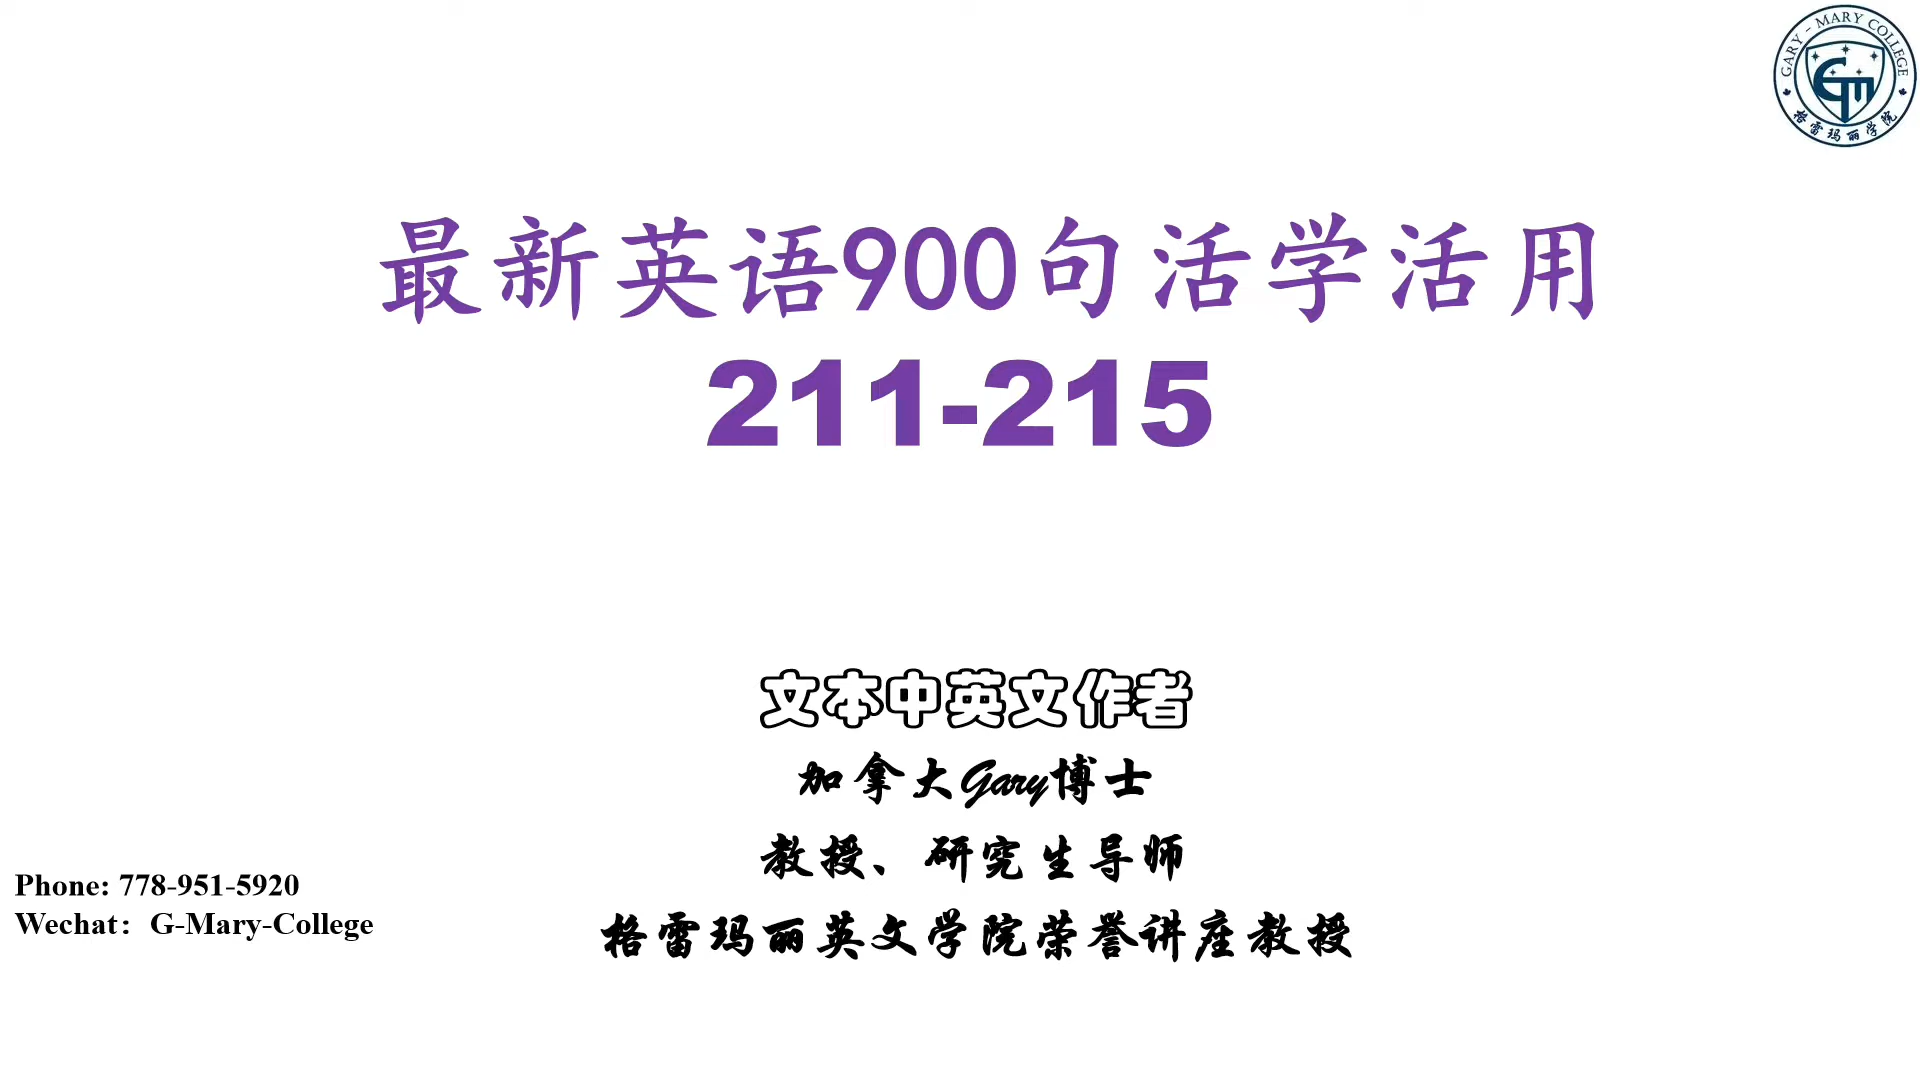 GARY - MARY COLLEGE
GM
格雷玛丽学院
最新英语900句活学活用
211-215
文本中英文作者
加拿大Gary博士
教授、研究生导师
格雷玛丽英文学院荣誉讲座教授
Phone: 778-951-5920
Wechat：G-Mary-College